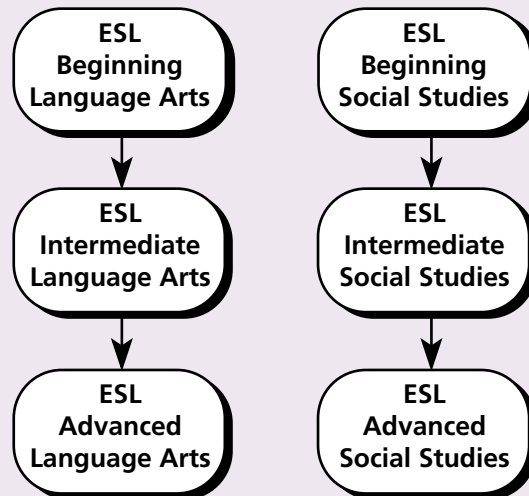 ESL
Beginning
Language Arts
ESL
Beginning
Social Studies
ESL
Intermediate
Language Arts
ESL
Intermediate
Social Studies
ESL
Advanced
Language Arts
ESL
Advanced
Social Studies